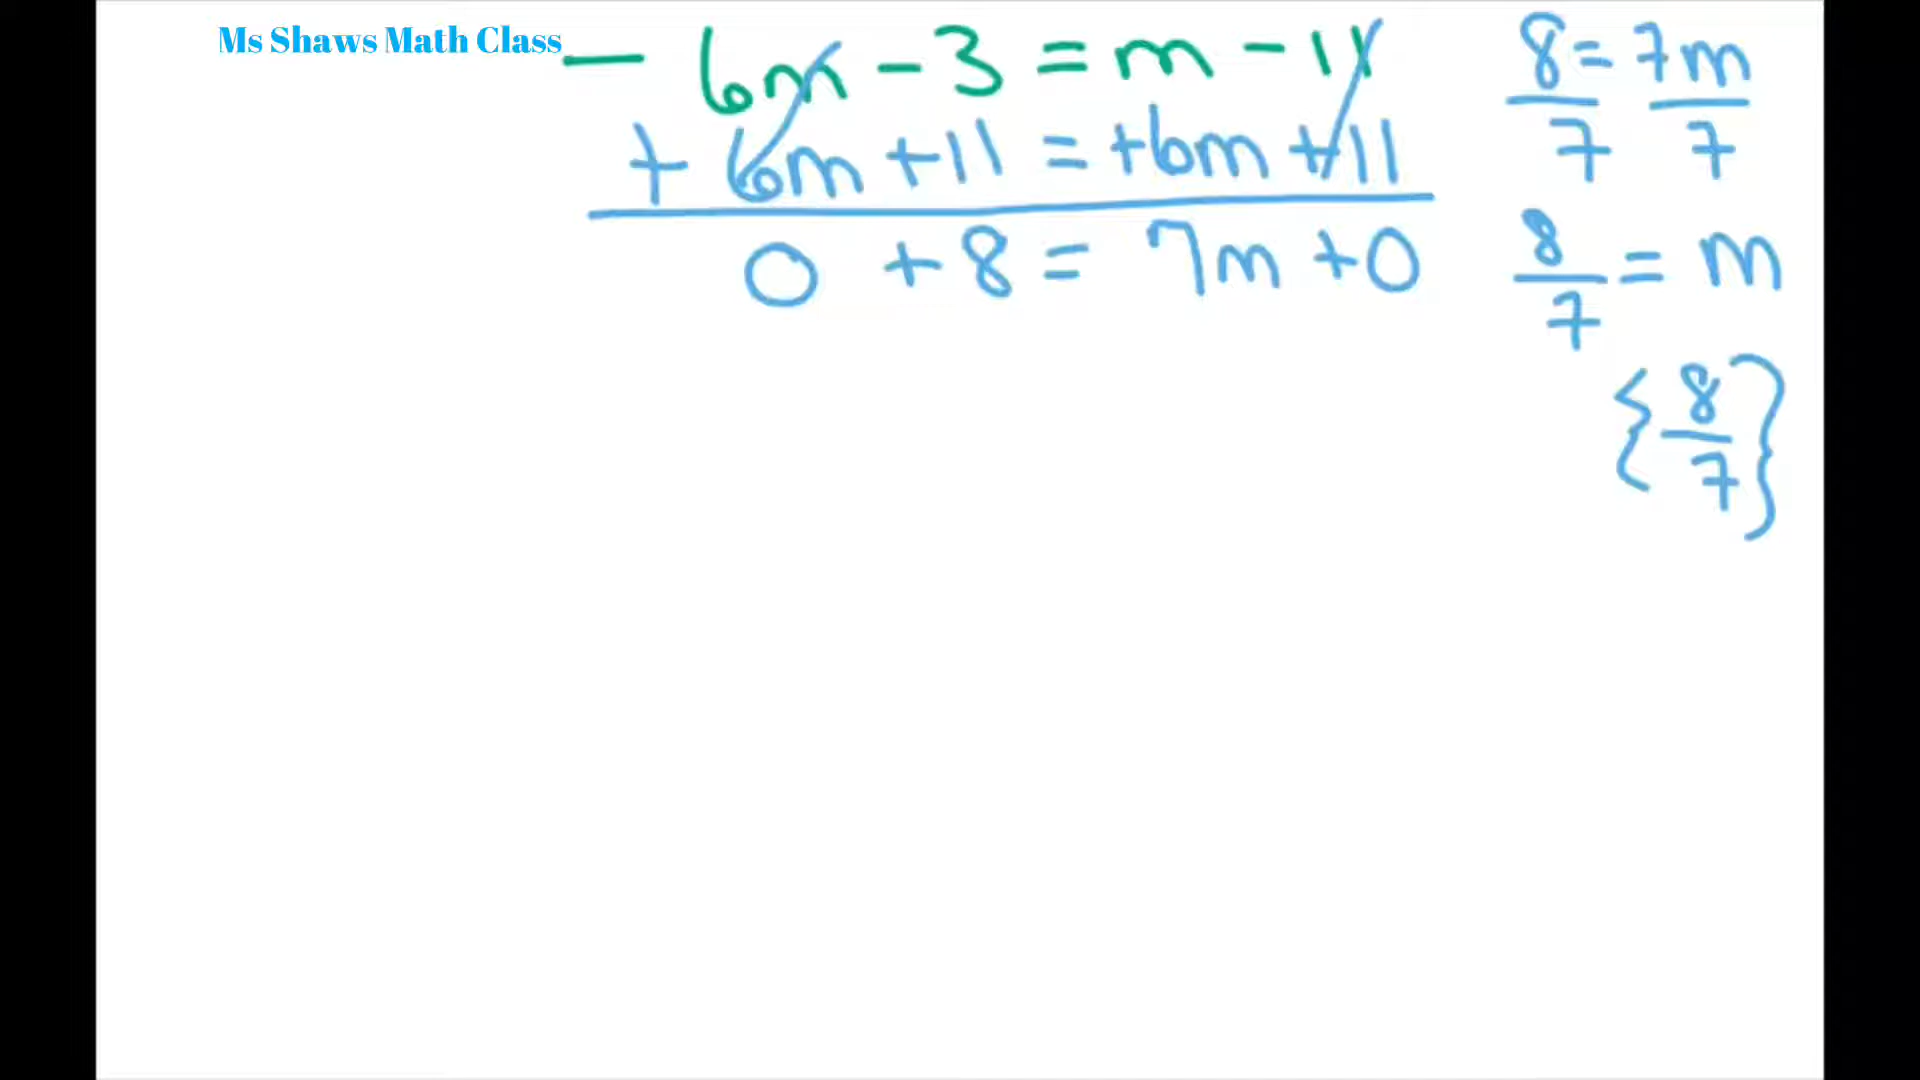 Ms Shaws Math Class
- 6m - 3 = m - 11
+ 6m + 11 = +6m + 11
0 + 8 = 7m + 0
8 = 7m
7 7
8
7 = m
{8
7}